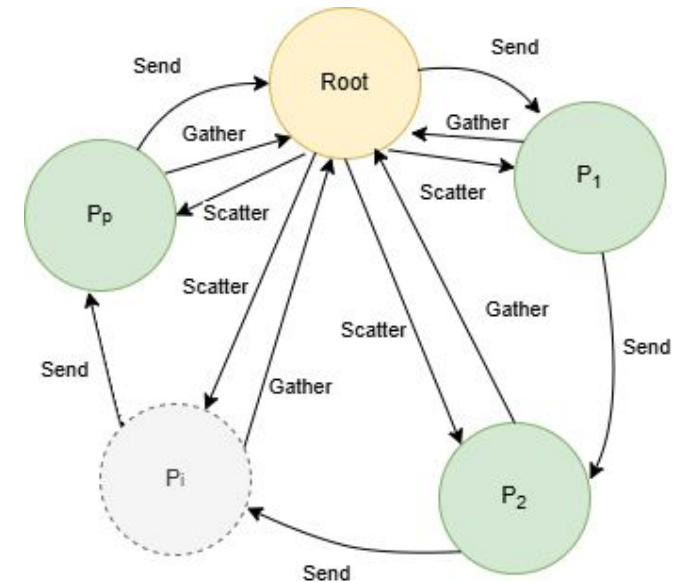 Send
Root
Send
Gather
Gather
P1
Scatter
Pp
Scatter
Scatter
Gather
Scatter
Send
Send
Gather
Pi
P2
Send